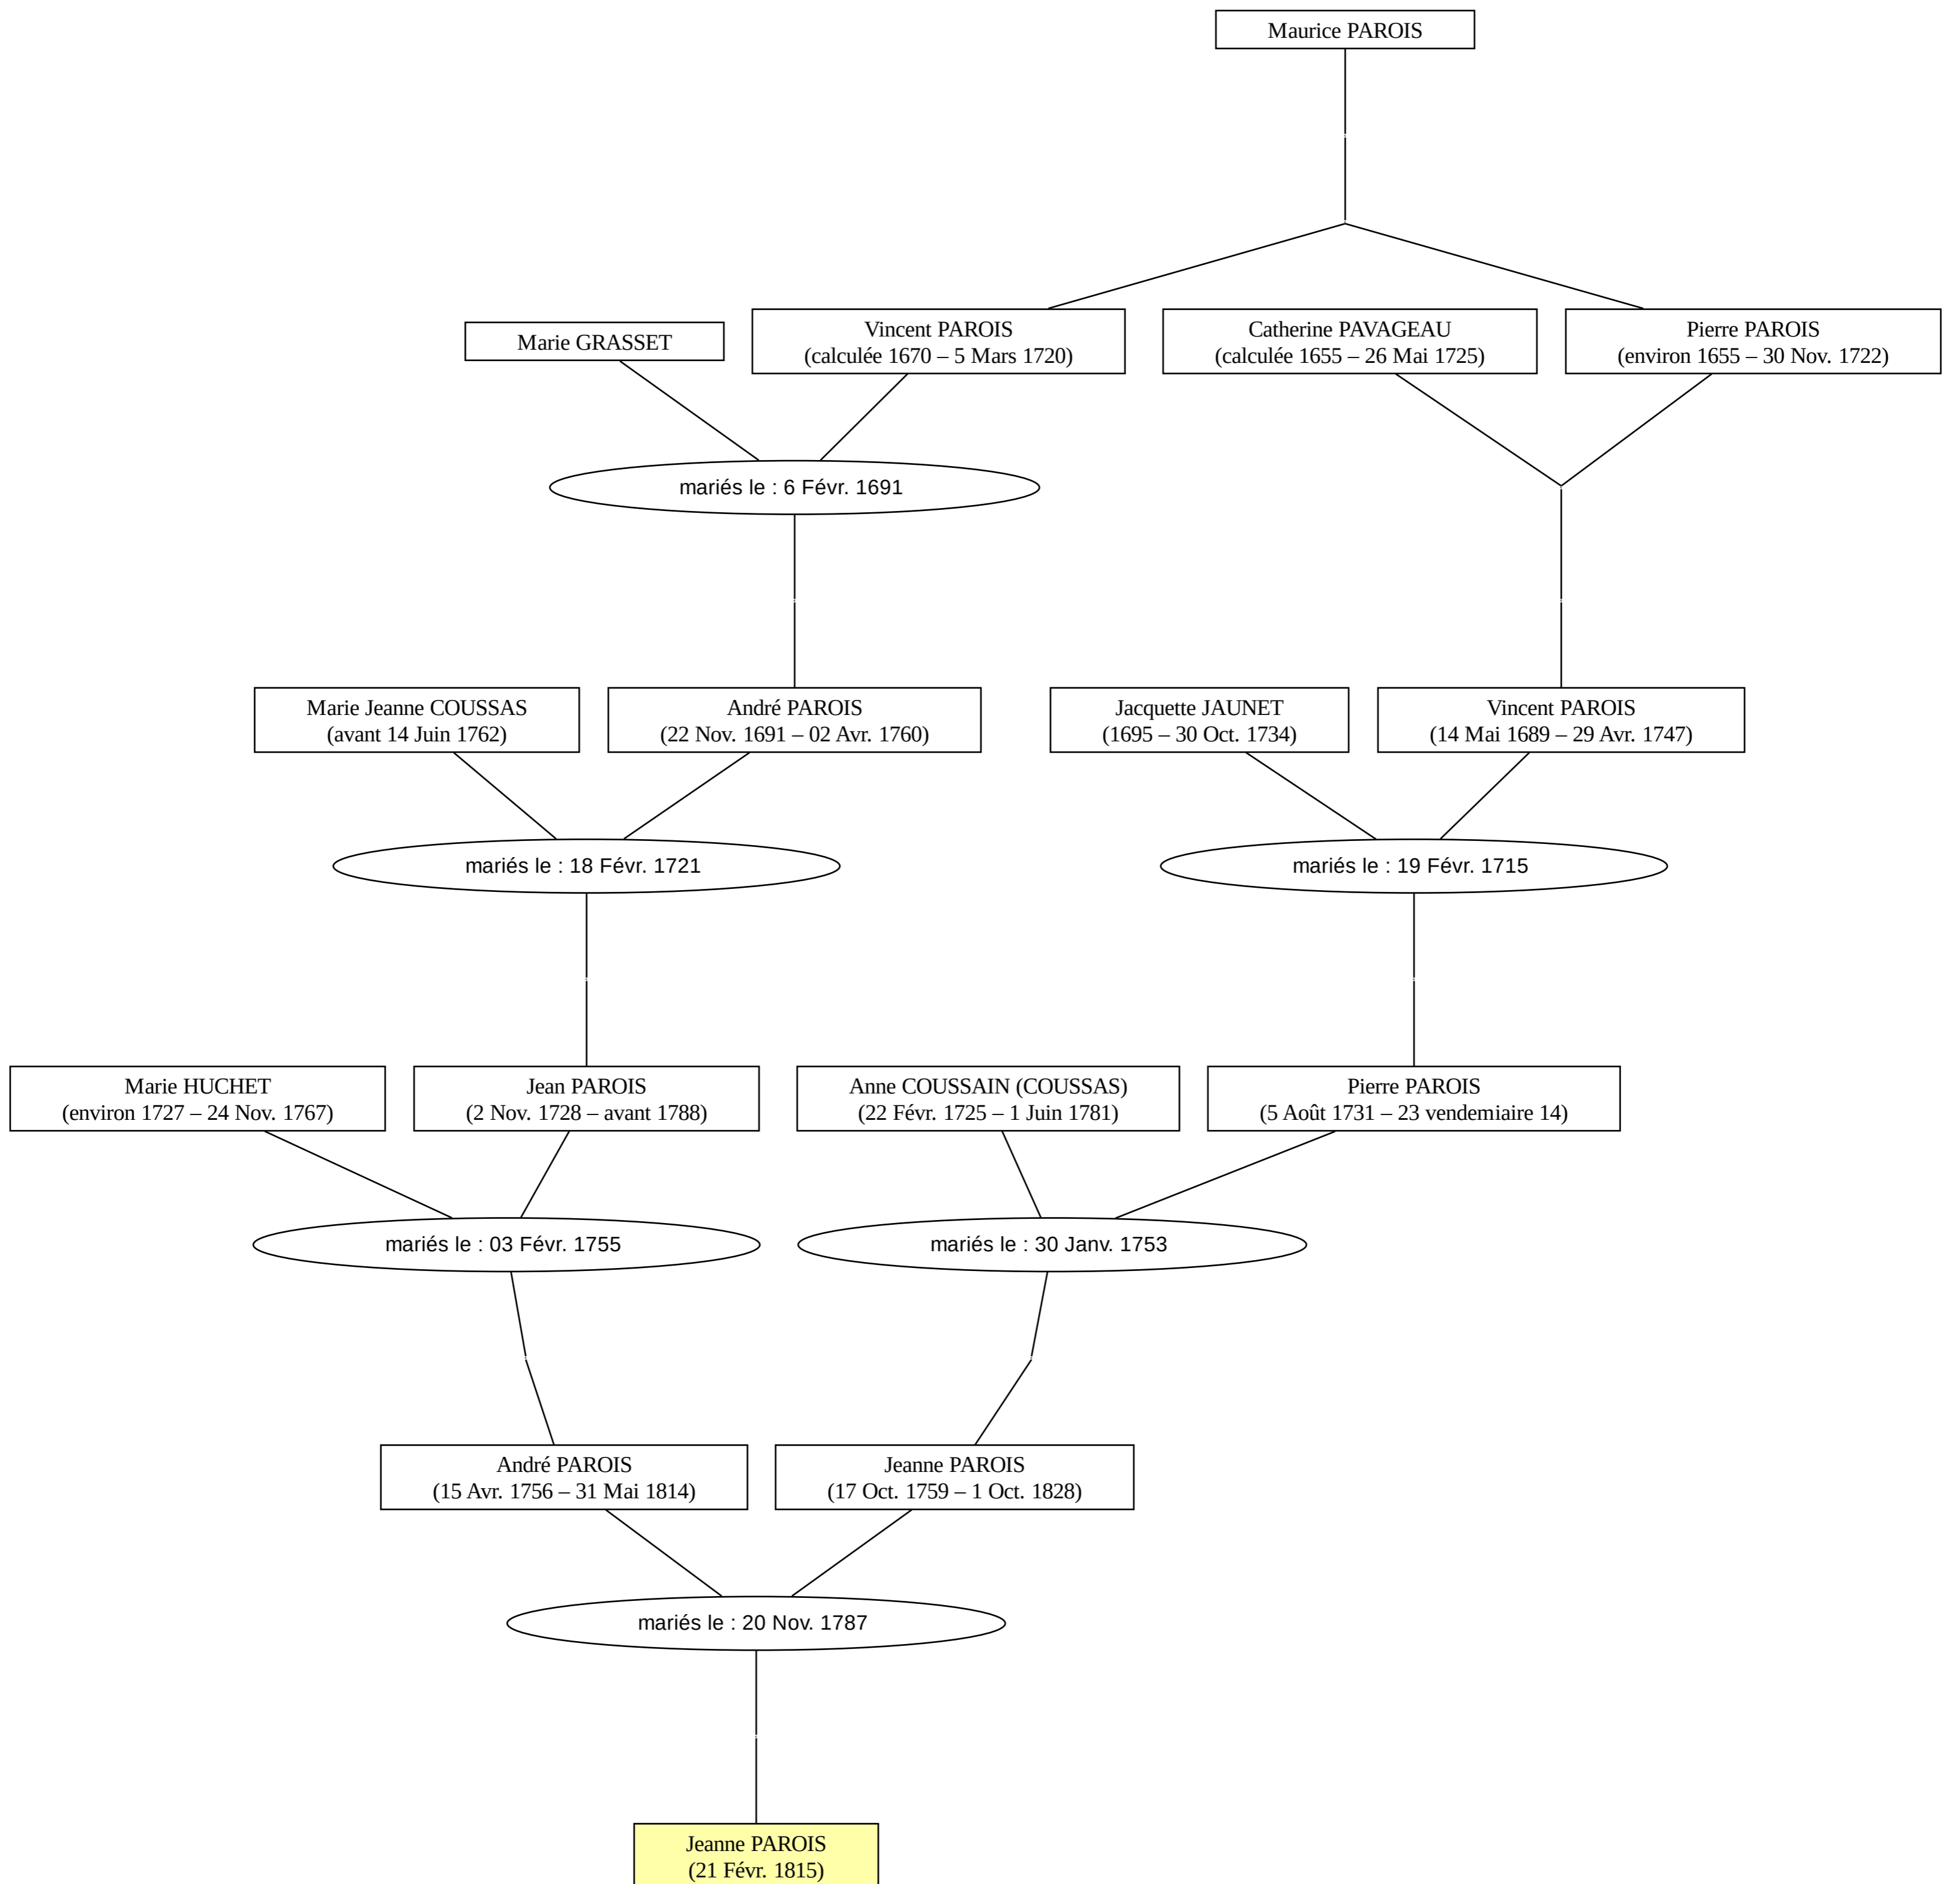 Maurice PAROIS
Marie GRASSET
Vincent PAROIS
(calculée 1670 – 5 Mars 1720)
Catherine PAVAGEAU
(calculée 1655 – 26 Mai 1725)
Pierre PAROIS
(environ 1655 – 30 Nov. 1722)
mariés le : 6 Févr. 1691
Marie Jeanne COUSSAS
(avant 14 Juin 1762)
André PAROIS
(22 Nov. 1691 – 02 Avr. 1760)
Jacquette JAUNET
(1695 – 30 Oct. 1734)
Vincent PAROIS
(14 Mai 1689 – 29 Avr. 1747)
mariés le : 18 Févr. 1721
mariés le : 19 Févr. 1715
Marie HUCHET
(environ 1727 – 24 Nov. 1767)
Jean PAROIS
(2 Nov. 1728 – avant 1788)
Anne COUSSAIN (COUSSAS)
(22 Févr. 1725 – 1 Juin 1781)
Pierre PAROIS
(5 Août 1731 – 23 vendemiaire 14)
mariés le : 03 Févr. 1755
mariés le : 30 Janv. 1753
André PAROIS
(15 Avr. 1756 – 31 Mai 1814)
Jeanne PAROIS
(17 Oct. 1759 – 1 Oct. 1828)
mariés le : 20 Nov. 1787
Jeanne PAROIS
(21 Févr. 1815)